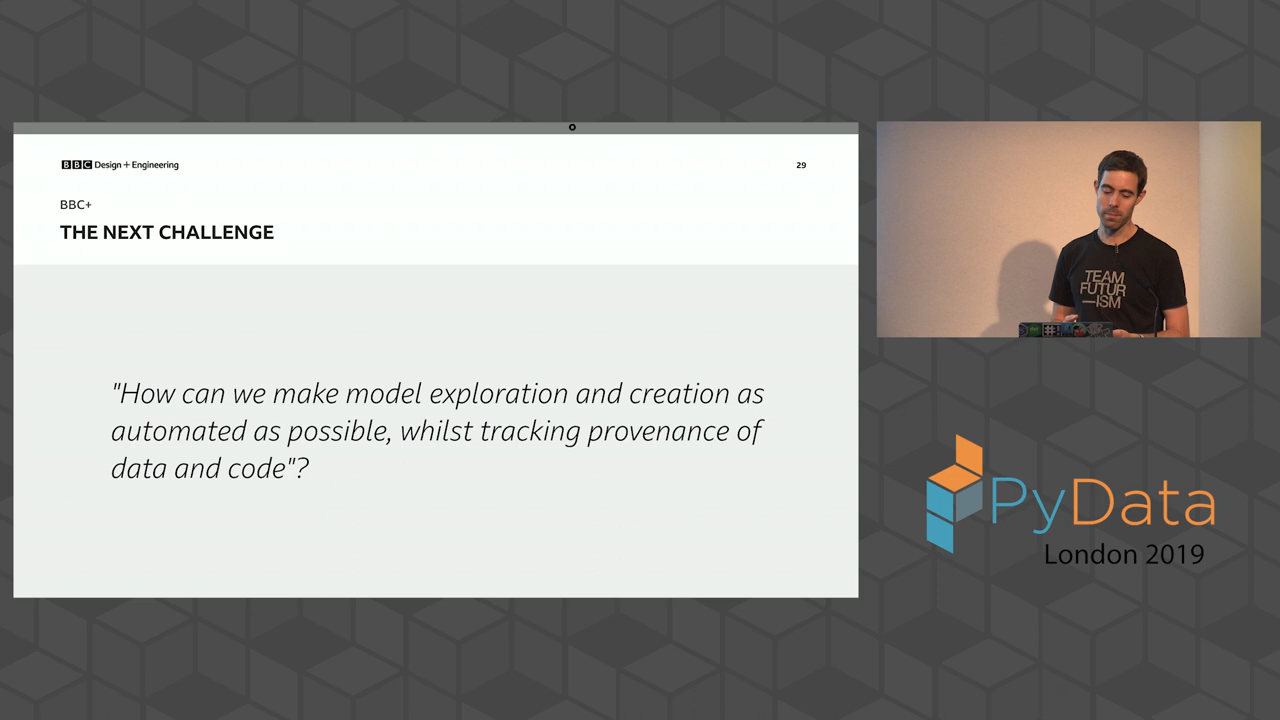 BBC Design + Engineering
29
BBC+
THE NEXT CHALLENGE
"How can we make model exploration and creation as
automated as possible, whilst tracking provenance of
data and code"?
TEAM
FUTUR
—ISM
PyData
London 2019